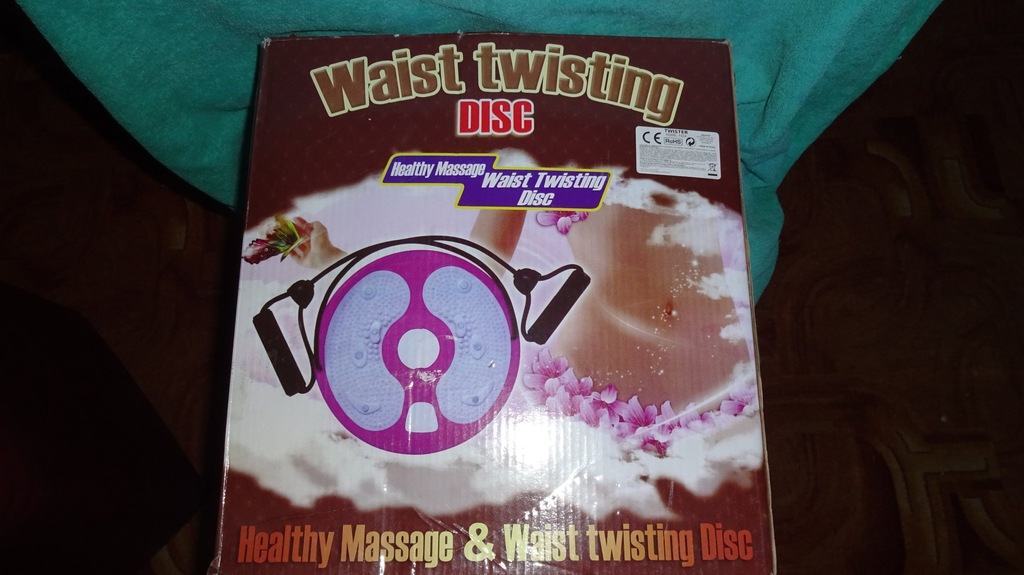 Waist twisting
DISC
TWISTER
CE RoHS
Healthy Massage
Waist Twisting
Disc
Healthy Massage & Waist twisting Disc